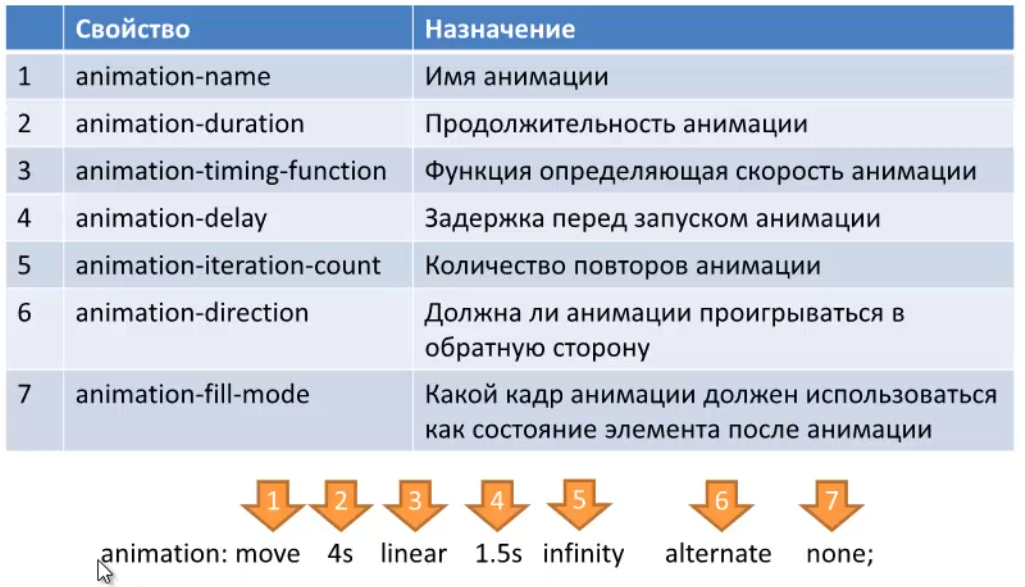 Свойство Назначение
1 animation-name Имя анимации
2 animation-duration Продолжительность анимации
3 animation-timing-function Функция определяющая скорость анимации
4 animation-delay Задержка перед запуском анимации
5 animation-iteration-count Количество повторов анимации
6 animation-direction Должна ли анимации проигрываться в
обратную сторону
7 animation-fill-mode Какой кадр анимации должен использоваться
как состояние элемента после анимации
1 2 3 4 5 6 7
animation: move 4s linear 1.5s infinity alternate none;